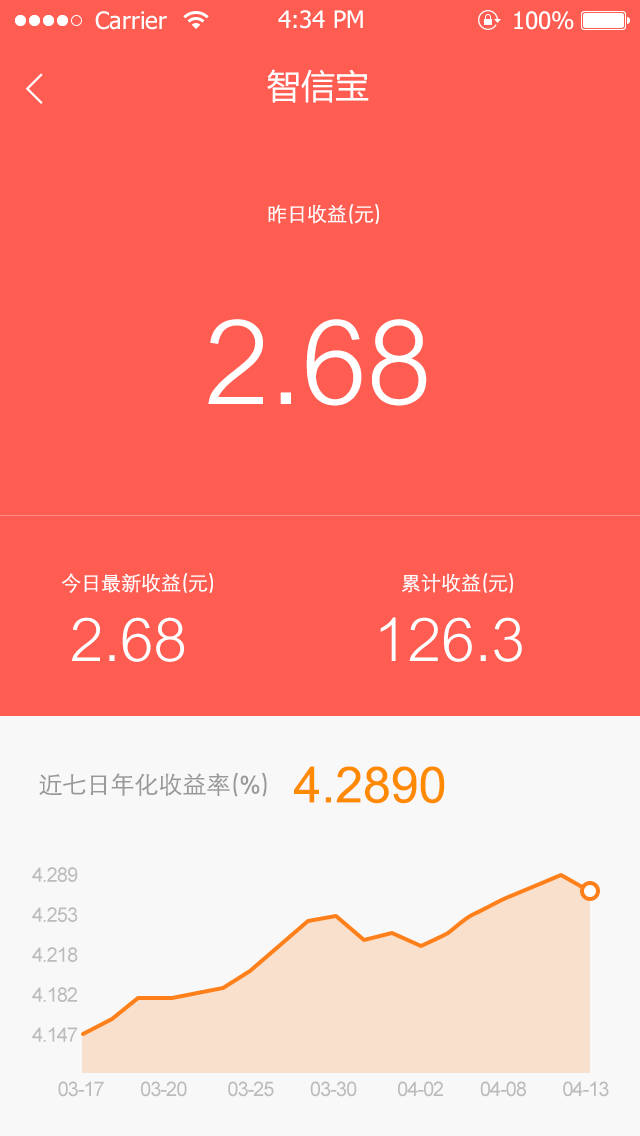 Carrier 4:34 PM 100%
智信宝
昨日收益(元)
2.68
今日最新收益(元) 累计收益(元)
2.68 126.3
近七日年化收益率(%) 4.2890
4.289
4.253
4.218
4.182
4.147
03-17 03-20 03-25 03-30 04-02 04-08 04-13